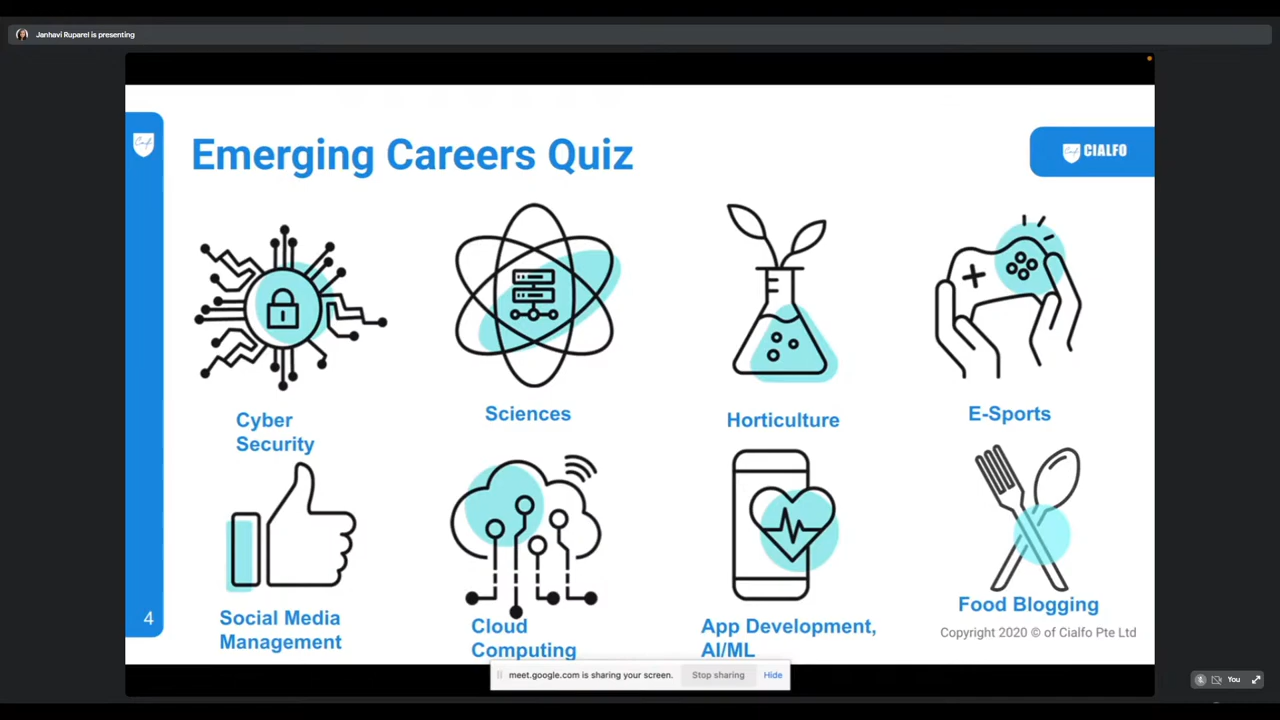 Janhavi Ruparel is presenting
Emerging Careers Quiz
CIALFO
Cyber
Security
Sciences
Horticulture
E-Sports
Social Media
Management
Cloud
Computing
App Development,
AI/ML
Food Blogging
4
Copyright 2020 © of Cialfo Pte Ltd
meet.google.com is sharing your screen.
Stop sharing
Hide
You